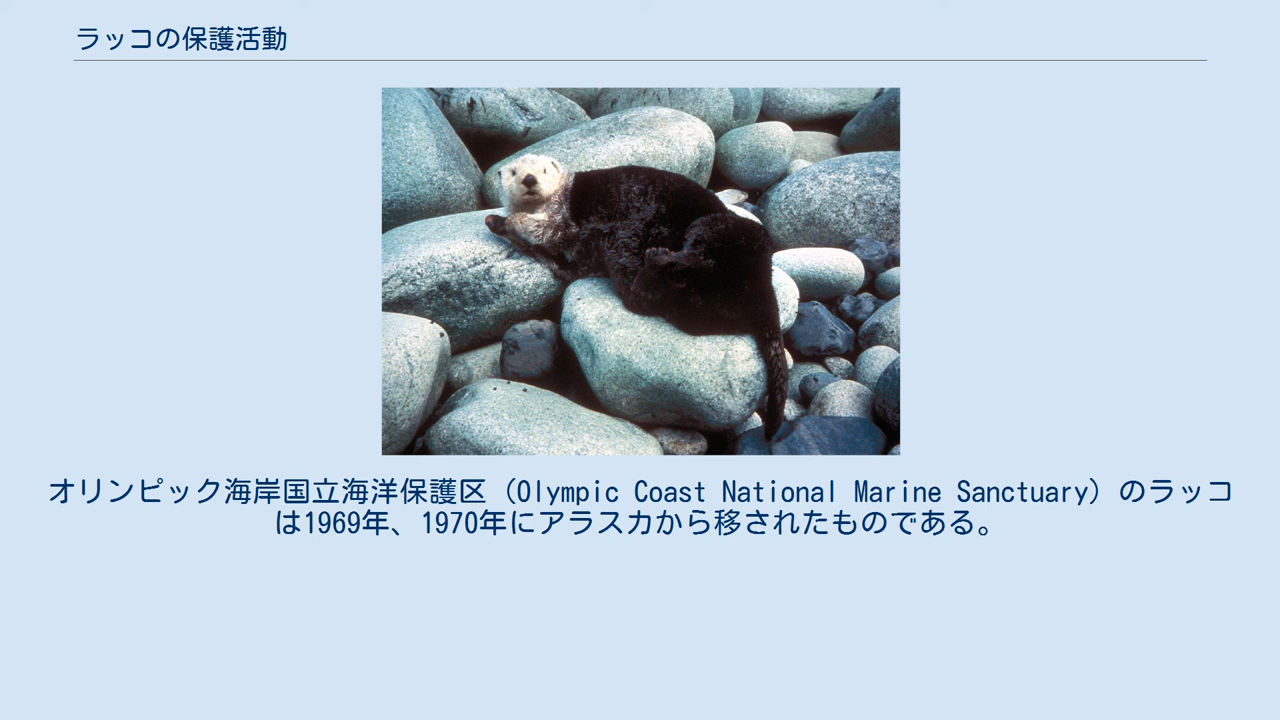 ラッコの保護活動
オリンピック海岸国立海洋保護区（Olympic Coast National Marine Sanctuary）のラッコ
は1969年、1970年にアラスカから移されたものである。